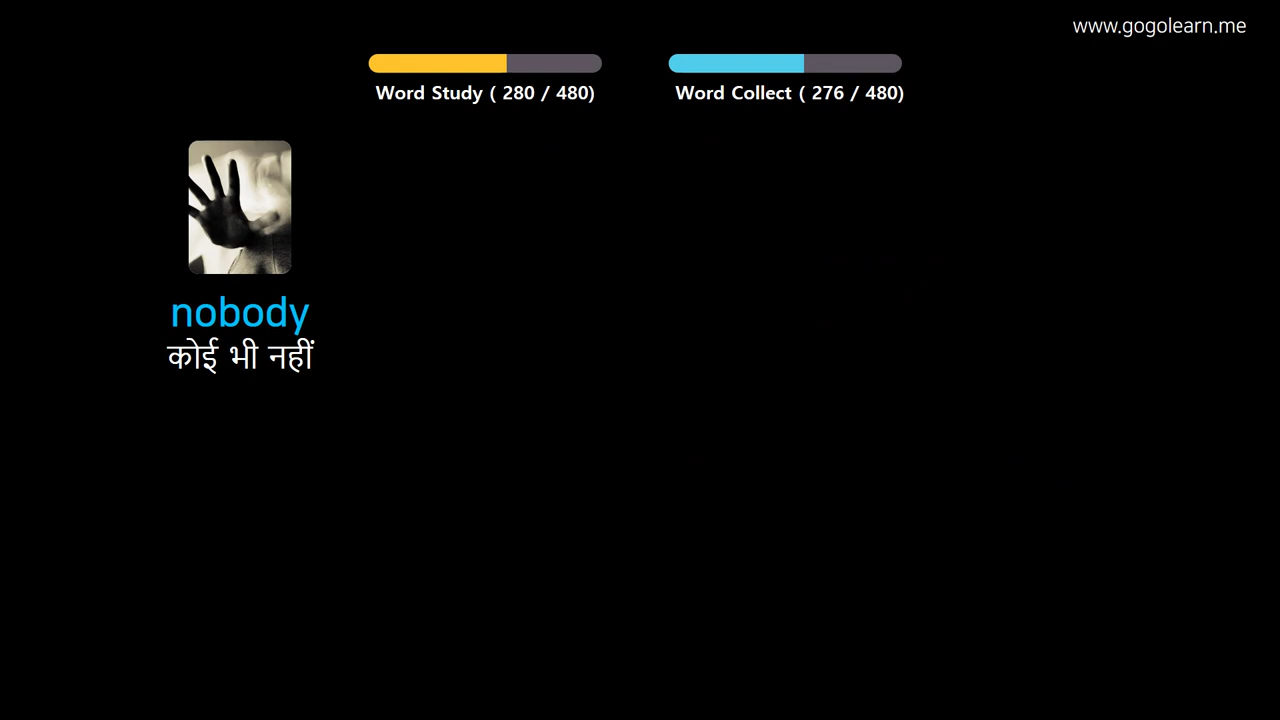 www.gogolearn.me
Word Study ( 280 / 480)
Word Collect ( 276 / 480)
nobody
कोई भी नहीं